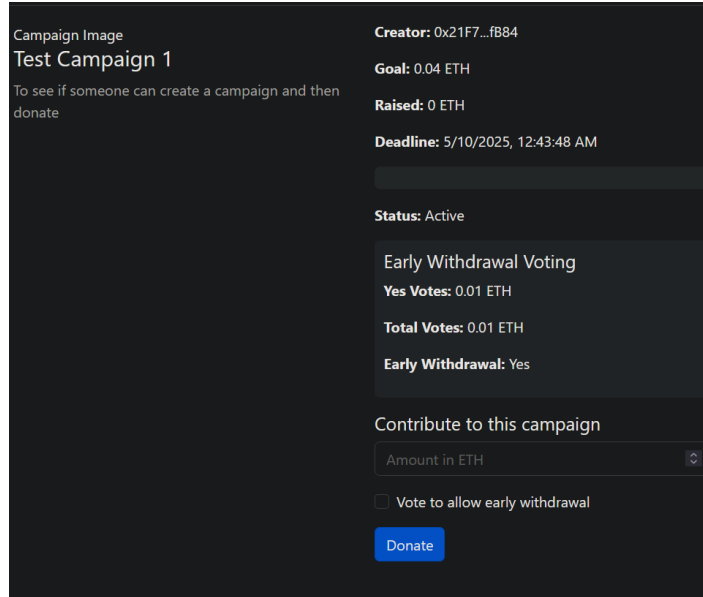 Campaign Image
Test Campaign 1
To see if someone can create a campaign and then
donate
Creator: 0x21F7...fB84
Goal: 0.04 ETH
Raised: 0 ETH
Deadline: 5/10/2025, 12:43:48 AM
Status: Active
Early Withdrawal Voting
Yes Votes: 0.01 ETH
Total Votes: 0.01 ETH
Early Withdrawal: Yes
Contribute to this campaign
Amount in ETH
Vote to allow early withdrawal
Donate